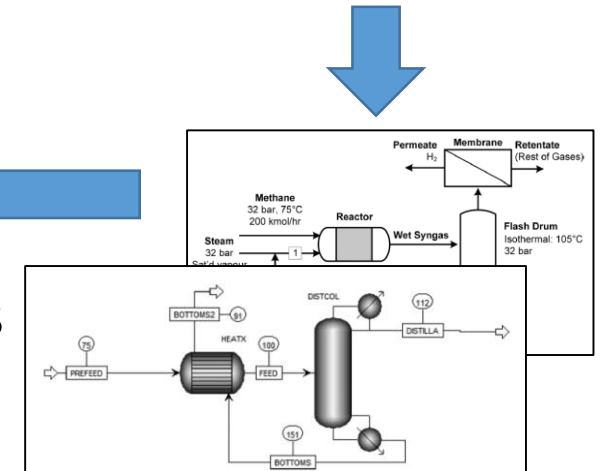 Permeate
H₂
Membrane
Retentate
(Rest of Gases)
Methane
32 bar, 75°C
200 kmol/hr
Reactor
Steam
32 bar
Sat'd vapour
1
Wet Syngas
Flash Drum
Isothermal: 105°C
32 bar
BOTTOMS2
91
DISTCOL
112
DISTILLA
75
HEATX
100
PREFEED
FEED
151
BOTTOMS